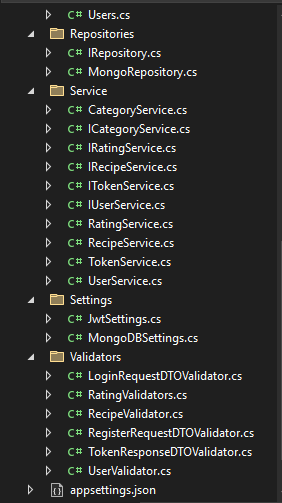 C# Users.cs
Repositories
C# IRepository.cs
C# MongoRepository.cs
Service
C# CategoryService.cs
C# ICategoryService.cs
C# IRatingService.cs
C# IRecipeService.cs
C# ITokenService.cs
C# IUserService.cs
C# RatingService.cs
C# RecipeService.cs
C# TokenService.cs
C# UserService.cs
Settings
C# JwtSettings.cs
C# MongoDBSettings.cs
Validators
C# LoginRequestDTOValidator.cs
C# RatingValidators.cs
C# RecipeValidator.cs
C# RegisterRequestDTOValidator.cs
C# TokenResponseDTOValidator.cs
C# UserValidator.cs
appsettings.json